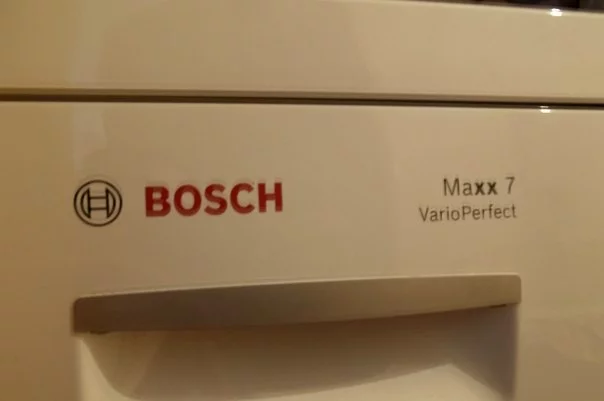 BOSCH
Maxx 7
VarioPerfect